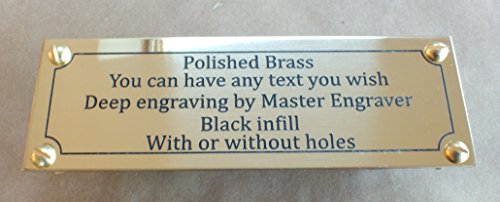 Polished Brass
You can have any text you wish
Deep engraving by Master Engraver
Black infill
With or without holes